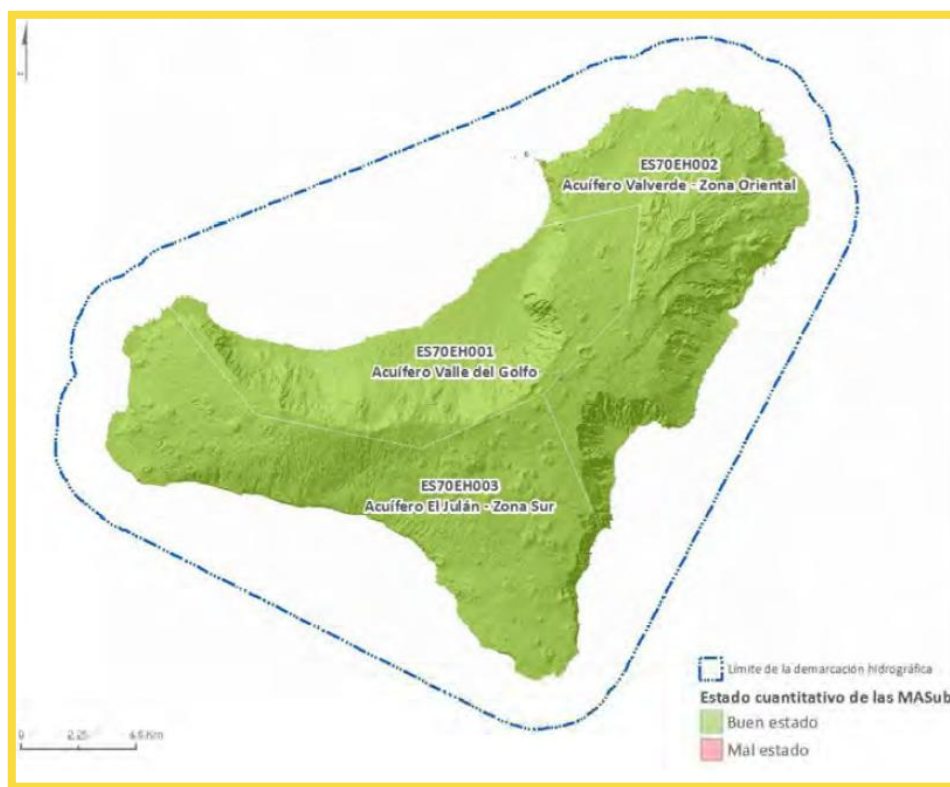 ES70EH002
Acuífero Valverde - Zona Oriental
ES70EH001
Acuífero Valle del Golfo
ES70EH003
Acuífero El Julán - Zona Sur
Límite de la demarcación hidrográfica
Estado cuantitativo de las MASub
Buen estado
Mal estado
0 2,25 4,5 Km